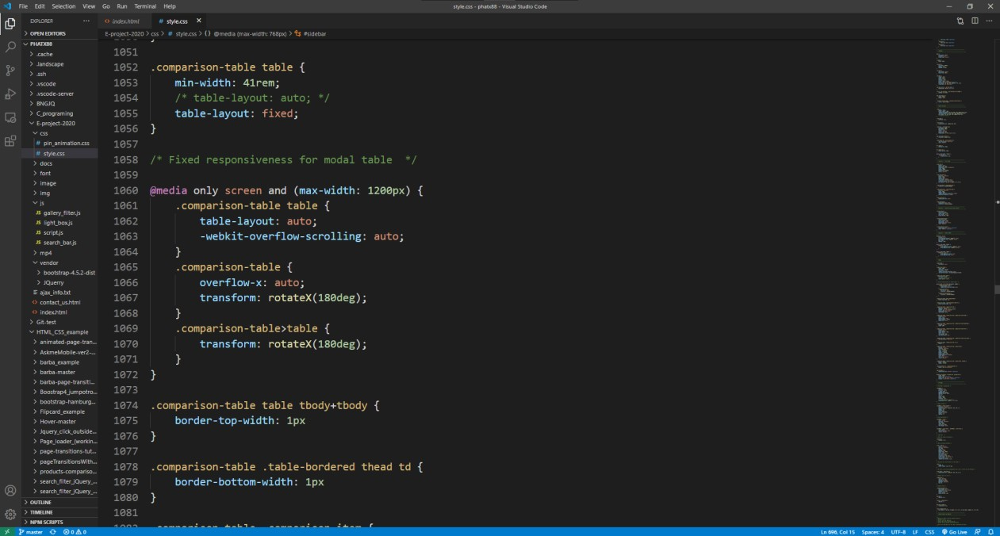 File Edit Selection View Go Run Terminal Help
style.css - phatx88 - Visual Studio Code
EXPLORER
OPEN EDITORS
PHATX88
.cache
.landscape
.ssh
.vscode
.vscode-server
BNGJQ
C_programing
E-project-2020
css
# pin_animation.css
# style.css
docs
font
image
img
js
JS gallery_filter.js
JS light_box.js
JS script.js
JS search_bar.js
mp4
vendor
bootstrap-4.5.2-dist
JQuerry
ajax_info.txt
<> contact_us.html
<> index.html
Git-test
HTML_CSS_example
animated-page-tran...
AskmeMobile-ver2-...
barba_example
barba-master
barba-page-transiti...
Boostrap4_jumpotro...
bootstrap-hamburg...
Flipcard_example
Hover-master
Jquery_click_outside...
Page_loader_(workin...
page-transitions-tut...
pageTransitionsWith...
products-compariso...
search_filter_jQuery_...
search_filter_jQuery_...
OUTLINE
TIMELINE
NPM SCRIPTS
<> index.html # style.css
E-project-2020 > css > # style.css > {} @media (max-width: 768px) > #sidebar
1051
1052 .comparison-table table {
1053 min-width: 41rem;
1054 /* table-layout: auto; */
1055 table-layout: fixed;
1056 }
1057
1058 /* Fixed responsiveness for modal table */
1059
1060 @media only screen and (max-width: 1200px) {
1061 .comparison-table table {
1062 table-layout: auto;
1063 -webkit-overflow-scrolling: auto;
1064 }
1065 .comparison-table {
1066 overflow-x: auto;
1067 transform: rotateX(180deg);
1068 }
1069 .comparison-table>table {
1070 transform: rotateX(180deg);
1071 }
1072 }
1073
1074 .comparison-table table tbody+tbody {
1075 border-top-width: 1px
1076 }
1077
1078 .comparison-table .table-bordered thead td {
1079 border-bottom-width: 1px
1080 }
1081
master 0 0
Ln 696, Col 15 Spaces: 4 UTF-8 LF CSS Go Live